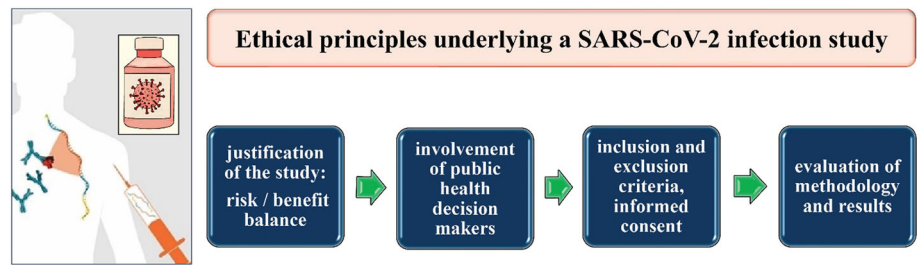 Ethical principles underlying a SARS-CoV-2 infection study
justification
of the study:
risk / benefit
balance
involvement
of public
health
decision
makers
inclusion and
exclusion
criteria,
informed
consent
evaluation of
methodology
and results